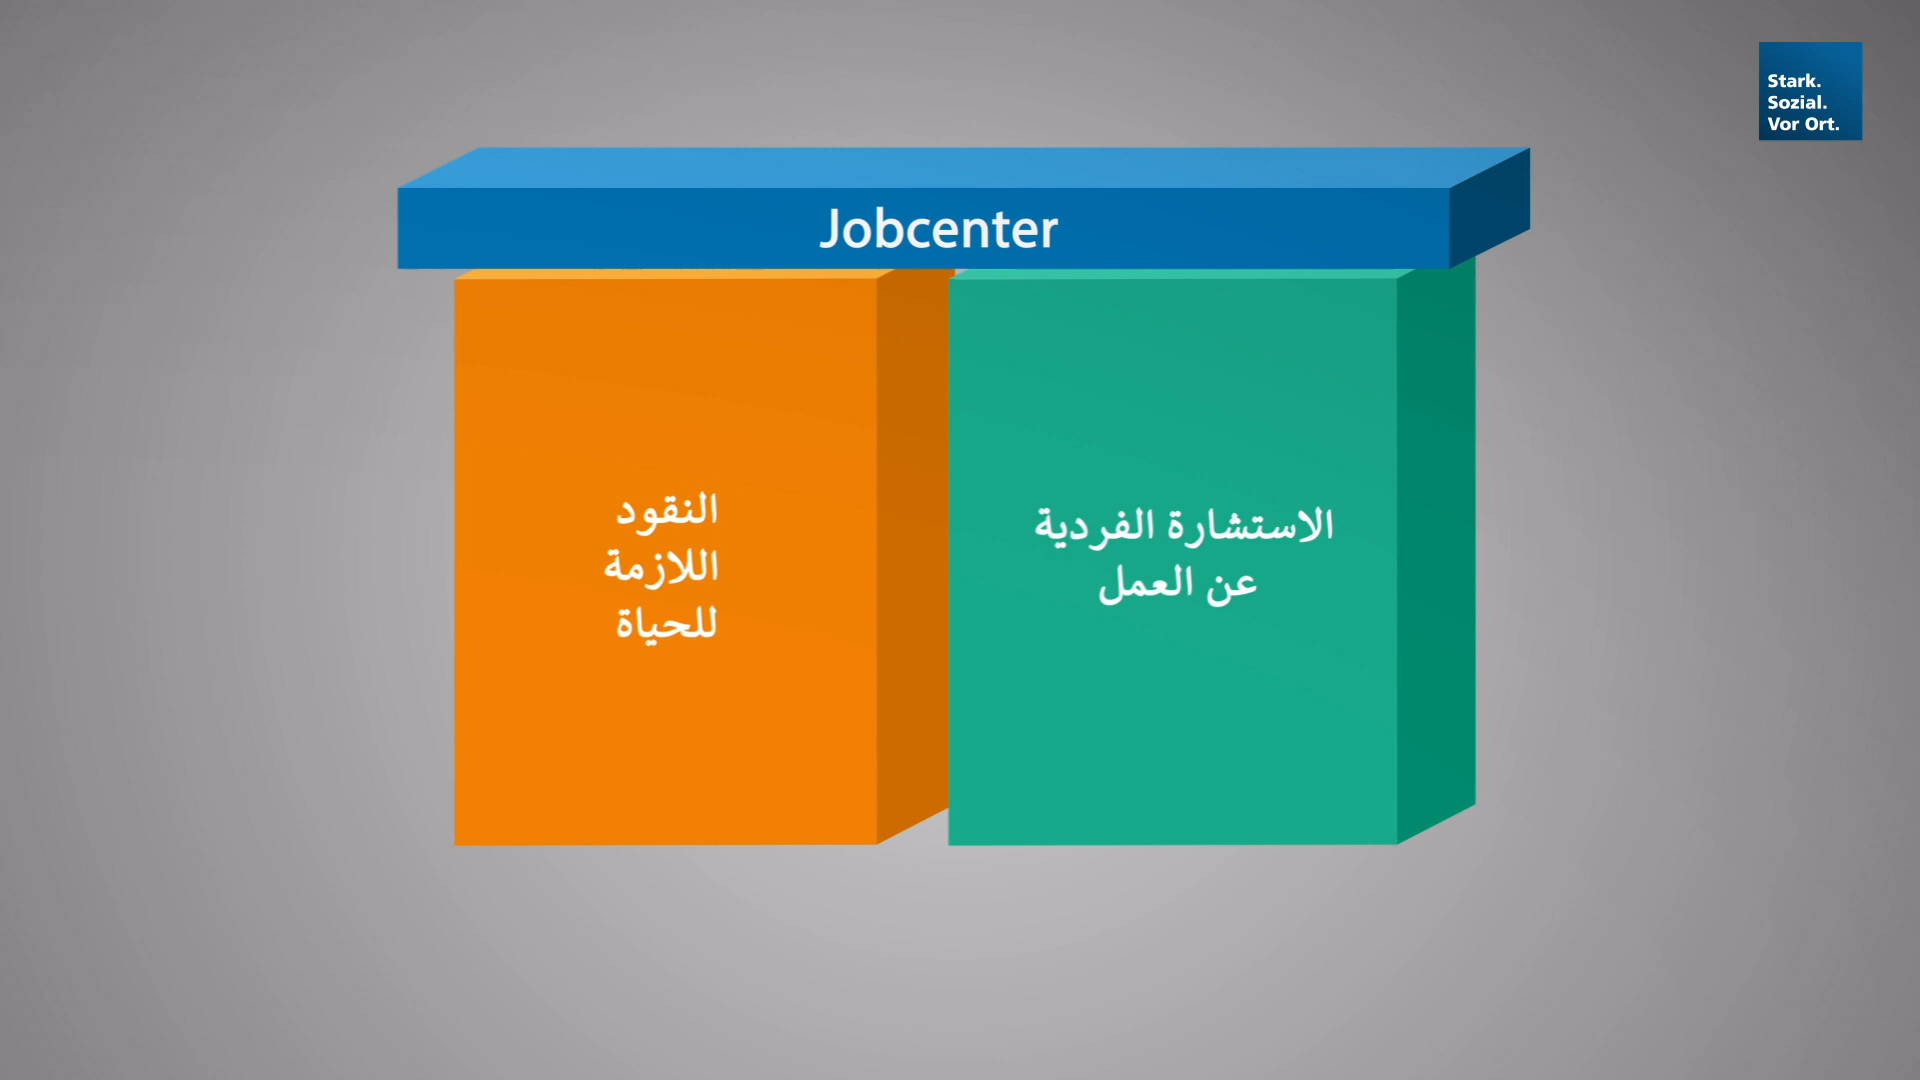 Stark.
Sozial.
Vor Ort.
Jobcenter
النقود
اللازمة
للحياة
الاستشارة الفردية
عن العمل